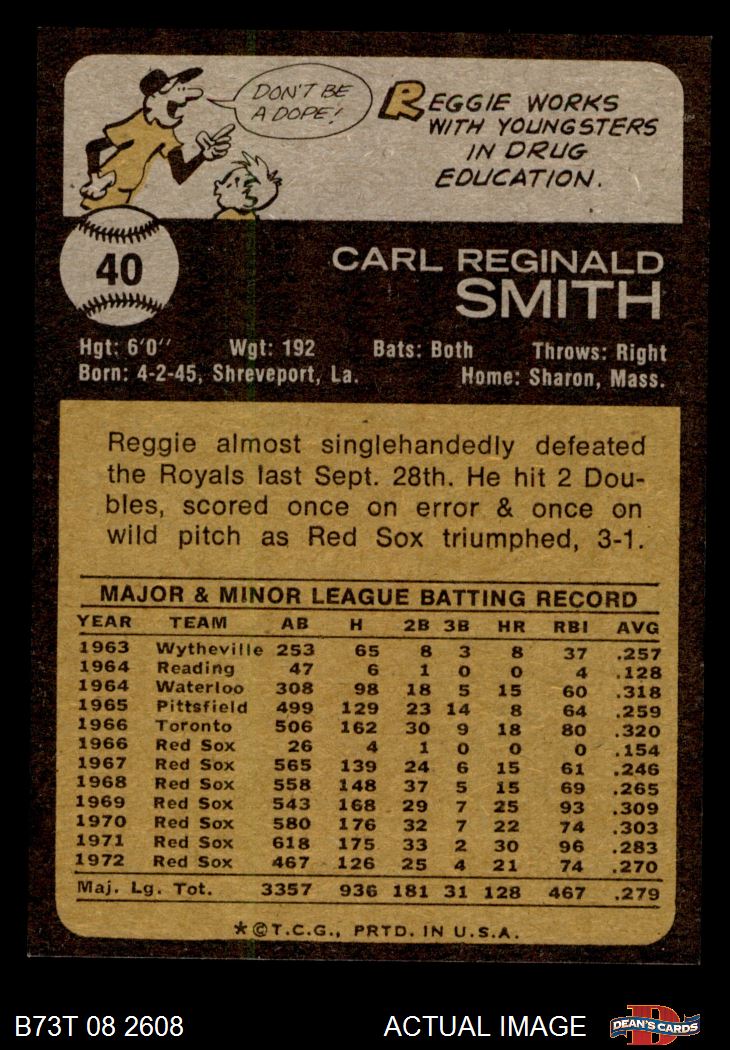 DON'T BE
A DOPE!
REGGIE WORKS
WITH YOUNGSTERS
IN DRUG
EDUCATION.
40
CARL REGINALD
SMITH
Hgt: 6'0" Wgt: 192 Bats: Both Throws: Right
Born: 4-2-45, Shreveport, La. Home: Sharon, Mass.
Reggie almost singlehandedly defeated
the Royals last Sept. 28th. He hit 2 Dou-
bles, scored once on error & once on
wild pitch as Red Sox triumphed, 3-1.
MAJOR & MINOR LEAGUE BATTING RECORD
YEAR TEAM AB H 2B 3B HR RBI AVG
1963 Wytheville 253 65 8 3 8 37 .257
1964 Reading 47 6 1 0 0 4 .128
1964 Waterloo 308 98 18 5 15 60 .318
1965 Pittsfield 499 129 23 14 8 64 .259
1966 Toronto 506 162 30 9 18 80 .320
1966 Red Sox 26 4 1 0 0 0 .154
1967 Red Sox 565 139 24 6 15 61 .246
1968 Red Sox 558 148 37 5 15 69 .265
1969 Red Sox 543 168 29 7 25 93 .309
1970 Red Sox 580 176 32 7 22 74 .303
1971 Red Sox 618 175 33 2 30 96 .283
1972 Red Sox 467 126 25 4 21 74 .270
Maj. Lg. Tot. 3357 936 181 31 128 467 .279
*©T.C.G., PRTD. IN U.S.A.
B73T 08 2608 ACTUAL IMAGE DEAN'S CARDS